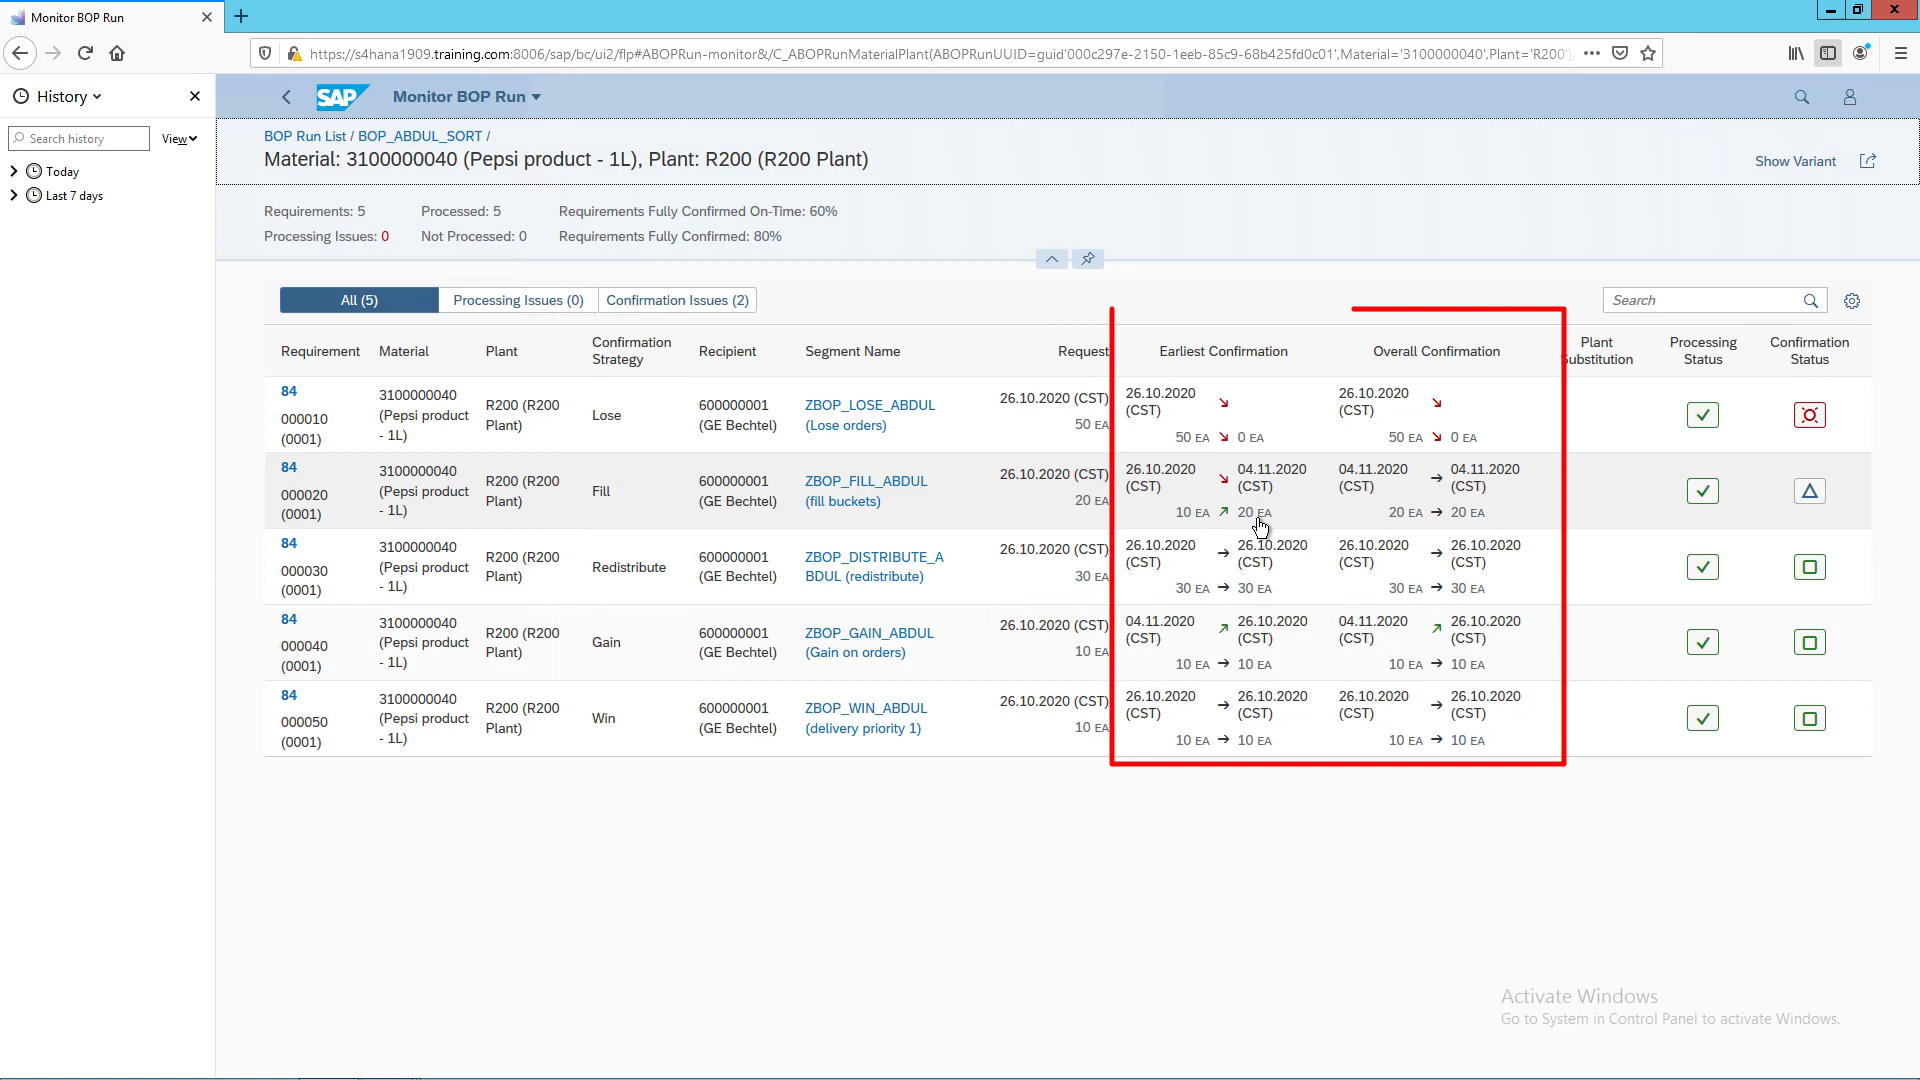 Monitor BOP Run
https://s4hana1909.training.com:8006/sap/bc/ui2/flp#ABOPRun-monitor&/C_ABOPRunMaterialPlant(ABOPRunUUID=guid'000c297e-2150-1eeb-85c9-68b425fd0c01',Material='3100000040',Plant='R200'
History
SAP
Monitor BOP Run
Search history
View
Today
Last 7 days
BOP Run List / BOP_ABDUL_SORT /
Material: 3100000040 (Pepsi product - 1L), Plant: R200 (R200 Plant)
Show Variant
Requirements: 5 Processed: 5 Requirements Fully Confirmed On-Time: 60%
Processing Issues: 0 Not Processed: 0 Requirements Fully Confirmed: 80%
All (5) Processing Issues (0) Confirmation Issues (2) Search
Requirement Material Plant Confirmation Strategy Recipient Segment Name Request Earliest Confirmation Overall Confirmation Plant Substitution Processing Status Confirmation Status
84
000010
(0001)
3100000040
(Pepsi product
- 1L)
R200 (R200
Plant)
Lose
600000001
(GE Bechtel)
ZBOP_LOSE_ABDUL
(Lose orders)
26.10.2020 (CST)
50 EA
26.10.2020
(CST)
50 EA 0 EA
26.10.2020
(CST)
50 EA 0 EA
84
000020
(0001)
3100000040
(Pepsi product
- 1L)
R200 (R200
Plant)
Fill
600000001
(GE Bechtel)
ZBOP_FILL_ABDUL
(fill buckets)
26.10.2020 (CST)
20 EA
26.10.2020 04.11.2020
(CST) (CST)
10 EA 20 EA
04.11.2020 → 04.11.2020
(CST) (CST)
20 EA → 20 EA
84
000030
(0001)
3100000040
(Pepsi product
- 1L)
R200 (R200
Plant)
Redistribute
600000001
(GE Bechtel)
ZBOP_DISTRIBUTE_A
BDUL (redistribute)
26.10.2020 (CST)
30 EA
26.10.2020 → 26.10.2020
(CST) (CST)
30 EA → 30 EA
26.10.2020 → 26.10.2020
(CST) (CST)
30 EA → 30 EA
84
000040
(0001)
3100000040
(Pepsi product
- 1L)
R200 (R200
Plant)
Gain
600000001
(GE Bechtel)
ZBOP_GAIN_ABDUL
(Gain on orders)
26.10.2020 (CST)
10 EA
04.11.2020 26.10.2020
(CST) (CST)
10 EA → 10 EA
04.11.2020 26.10.2020
(CST) (CST)
10 EA → 10 EA
84
000050
(0001)
3100000040
(Pepsi product
- 1L)
R200 (R200
Plant)
Win
600000001
(GE Bechtel)
ZBOP_WIN_ABDUL
(delivery priority 1)
26.10.2020 (CST)
10 EA
26.10.2020 → 26.10.2020
(CST) (CST)
10 EA → 10 EA
26.10.2020 → 26.10.2020
(CST) (CST)
10 EA → 10 EA
Activate Windows
Go to System in Control Panel to activate Windows.